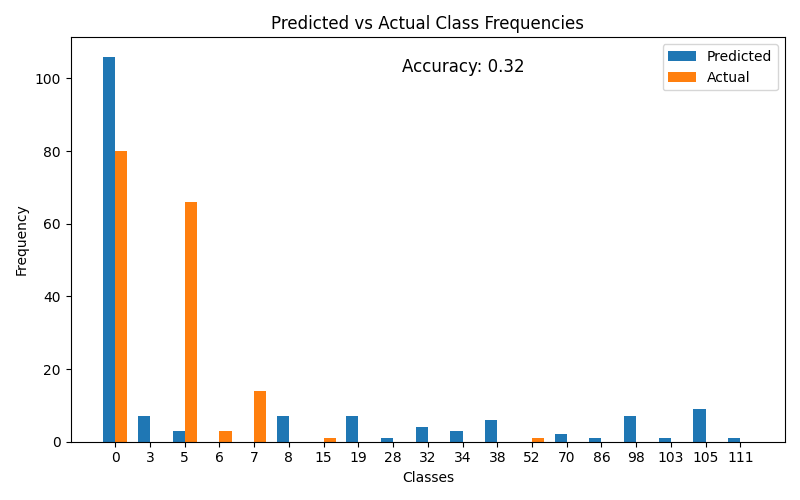 Predicted vs Actual Class Frequencies
Accuracy: 0.32
Predicted
Actual
Frequency
100
80
60
40
20
0
0 3 5 6 7 8 15 19 28 32 34 38 52 70 86 98 103 105 111
Classes